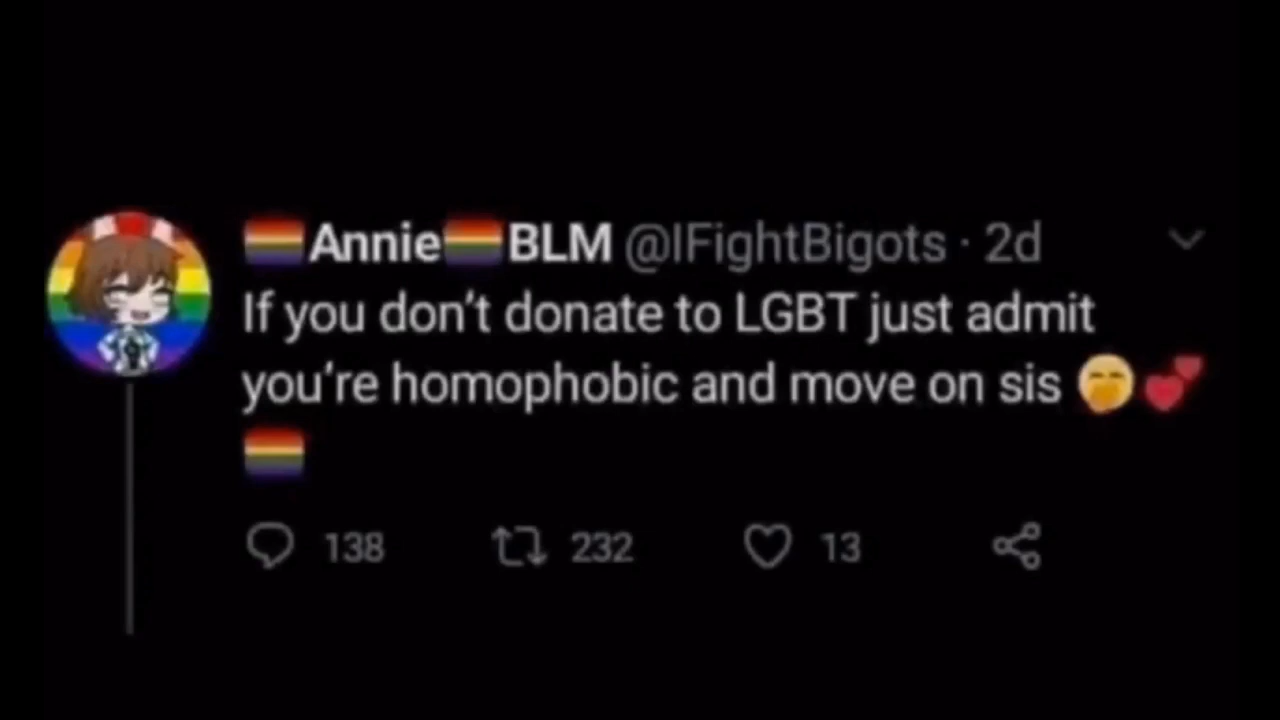 🏳️‍🌈Annie🏳️‍🌈BLM @IFightBigots · 2d
If you don't donate to LGBT just admit
you're homophobic and move on sis 🤭💕
🏳️‍🌈
138 232 13